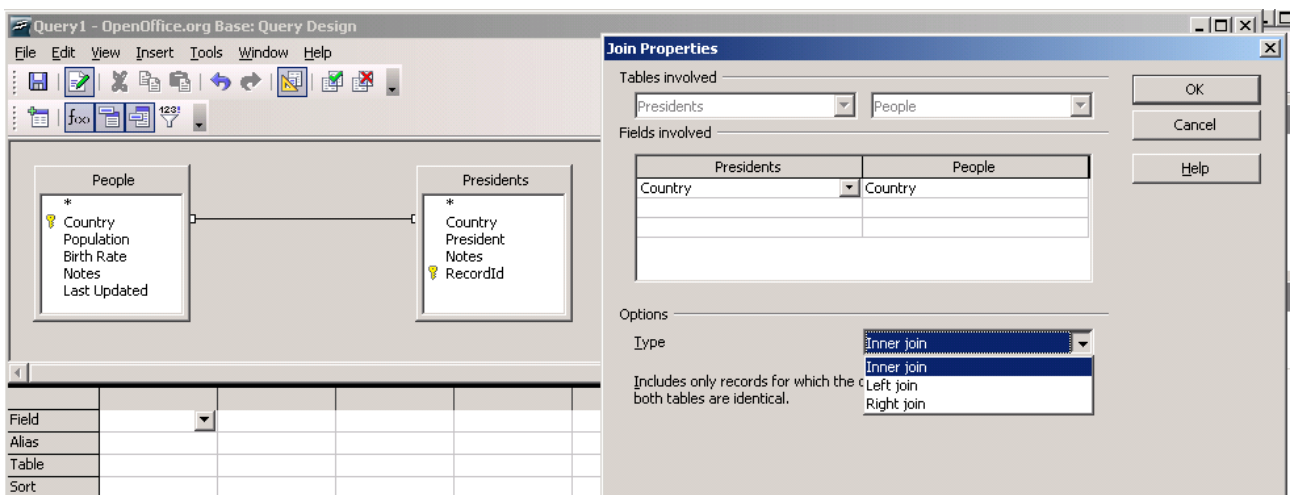 Query1 - OpenOffice.org Base: Query Design
File Edit View Insert Tools Window Help
f∞
123!
People
*
Country
Population
Birth Rate
Notes
Last Updated
Presidents
*
Country
President
Notes
RecordId
Field
Alias
Table
Sort
Join Properties
Tables involved
Presidents People
Fields involved
Presidents People
Country Country
Options
Type Inner join
Inner join
Left join
Right join
Includes only records for which the
both tables are identical.
OK
Cancel
Help